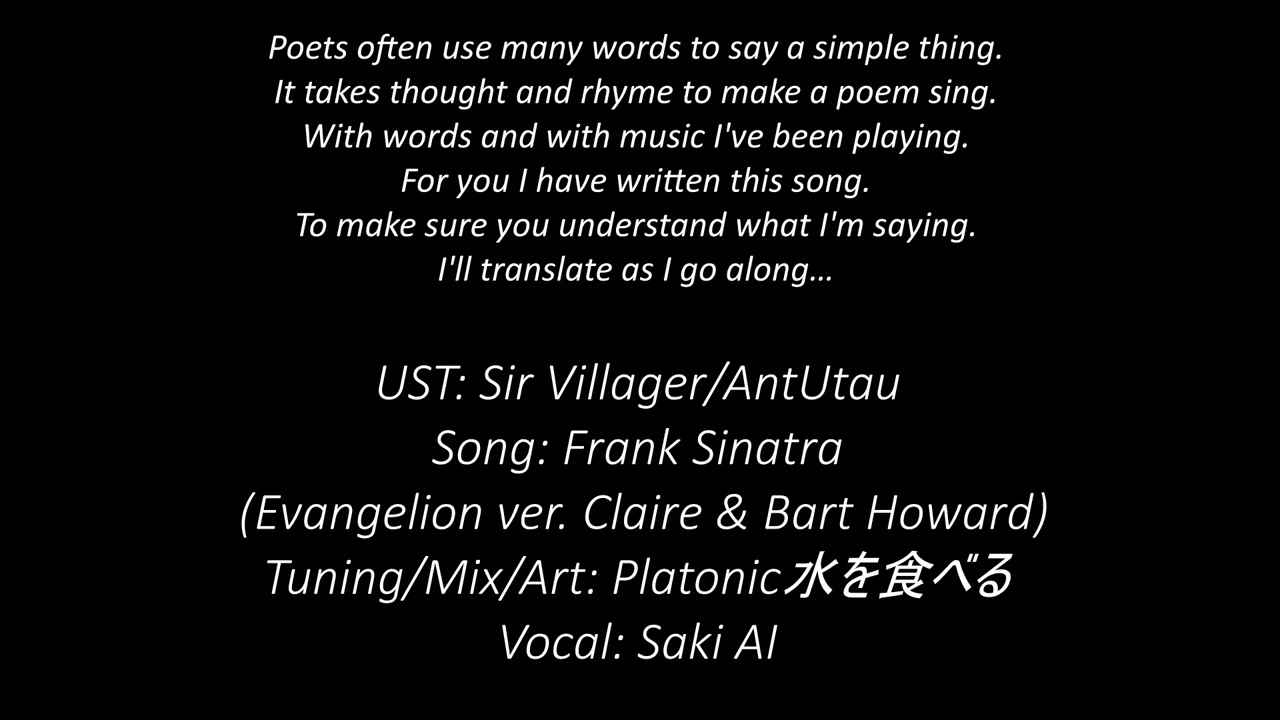 Poets often use many words to say a simple thing.
It takes thought and rhyme to make a poem sing.
With words and with music I've been playing.
For you I have written this song.
To make sure you understand what I'm saying.
I'll translate as I go along...
UST: Sir Villager/AntUtau
Song: Frank Sinatra
(Evangelion ver. Claire & Bart Howard)
Tuning/Mix/Art: Platonic水を食べる
Vocal: Saki AI